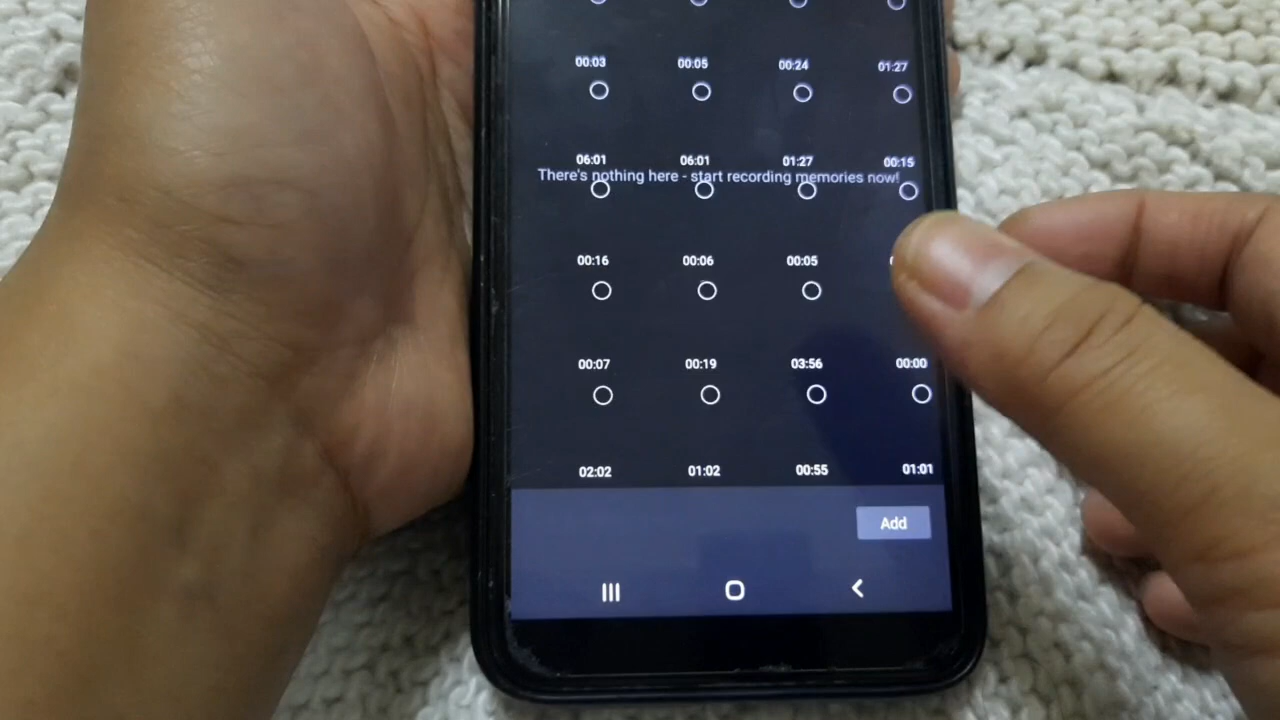 00:03 00:05 00:24 01:27
06:01 06:01 01:27 00:15
There's nothing here - start recording memories now!
00:16 00:06 00:05
00:07 00:19 03:56 00:00
02:02 01:02 00:55 01:01
Add